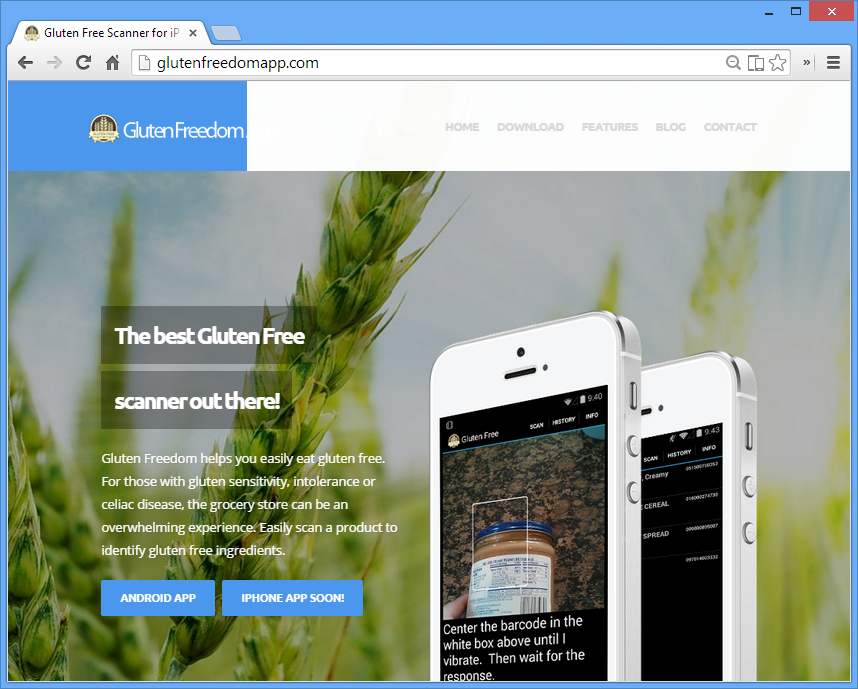 Gluten Free Scanner for iP
glutenfreedomapp.com
GlutenFreedom
HOME DOWNLOAD FEATURES BLOG CONTACT
The best Gluten Free
scanner out there!
Gluten Freedom helps you easily eat gluten free.
For those with gluten sensitivity, intolerance or
celiac disease, the grocery store can be an
overwhelming experience. Easily scan a product to
identify gluten free ingredients.
ANDROID APP IPHONE APP SOON!
9:40
Gluten Free SCAN HISTORY INFO
Center the barcode in the
white box above until I
vibrate. Then wait for the
response.
9:43
SCAN HISTORY INFO
051500750353
, Creamy
016000274730
CEREAL
009800895007
SPREAD
097014003332